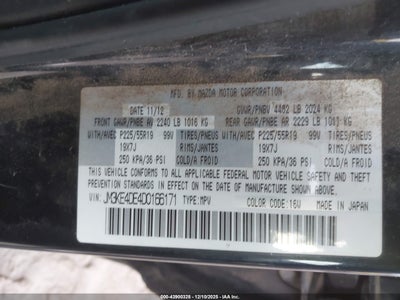 MFD. BY MAZDA MOTOR CORPORATION
DATE 11/12 GVWR/PNBV 4462 LB 2024 KG
FRONT GAWR/PNBE AV 2240 LB 1016 KG REAR GAWR/PNBE AR 2229 LB 1011 KG
WITH/AVEC P225/55R19 99V TIRES/PNEUS WITH/AVEC P225/55R19 99V TIRES/PNEUS
19X7J RIMS/JANTES 19X7J RIMS/JANTES
250 KPA/36 PSI COLD/A FROID 250 KPA/36 PSI COLD/A FROID
THIS VEHICLE CONFORMS TO ALL APPLICABLE FEDERAL MOTOR VEHICLE
SAFETY, BUMPER, AND THEFT PREVENTION STANDARDS IN EFFECT
ON THE DATE OF MANUFACTURE SHOWN ABOVE.
JM3KE4DE4D0166171 TYPE:MPV COLOR CODE:16W MADE IN JAPAN
000-43900328 - 12/10/2025 -